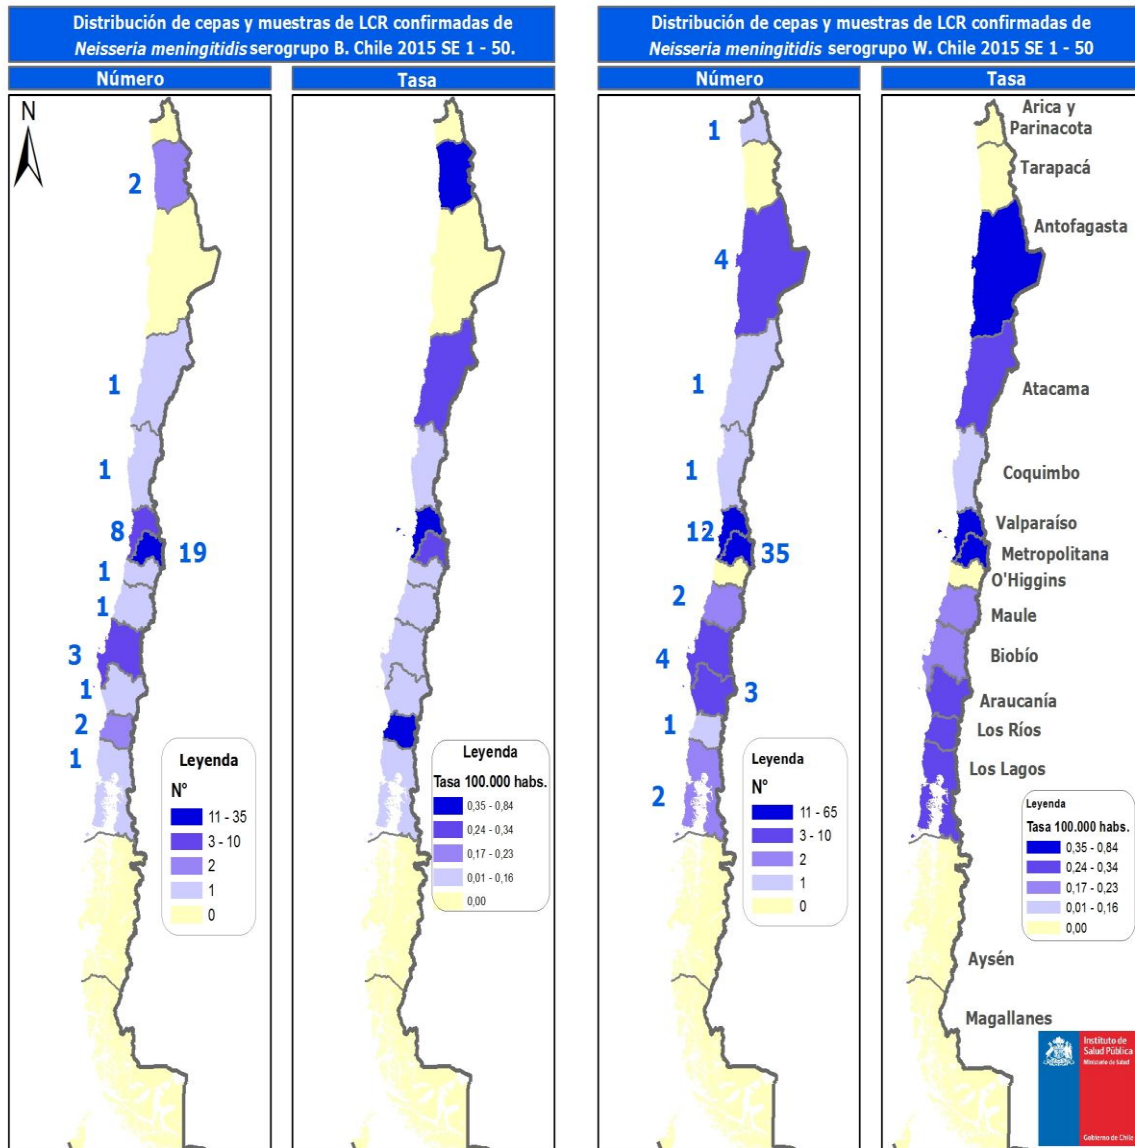 Distribución de cepas y muestras de LCR confirmadas de
Neisseria meningitidis serogrupo B. Chile 2015 SE 1 - 50.
Número
Tasa
N
2
1
1
8
19
1
1
3
1
2
1
Leyenda
N°
11 - 35
3 - 10
2
1
0
Leyenda
Tasa 100.000 habs.
0,35 - 0,84
0,24 - 0,34
0,17 - 0,23
0,01 - 0,16
0,00
Distribución de cepas y muestras de LCR confirmadas de
Neisseria meningitidis serogrupo W. Chile 2015 SE 1 - 50
Número
Tasa
1
4
1
1
12
35
2
4
3
1
2
Leyenda
N°
11 - 65
3 - 10
2
1
0
Arica y
Parinacota
Tarapacá
Antofagasta
Atacama
Coquimbo
Valparaíso
Metropolitana
O'Higgins
Maule
Biobío
Araucanía
Los Ríos
Los Lagos
Leyenda
Tasa 100.000 habs.
0,35 - 0,84
0,24 - 0,34
0,17 - 0,23
0,01 - 0,16
0,00
Aysén
Magallanes
Instituto de
Salud Pública
Ministerio de Salud
Gobierno de Chile